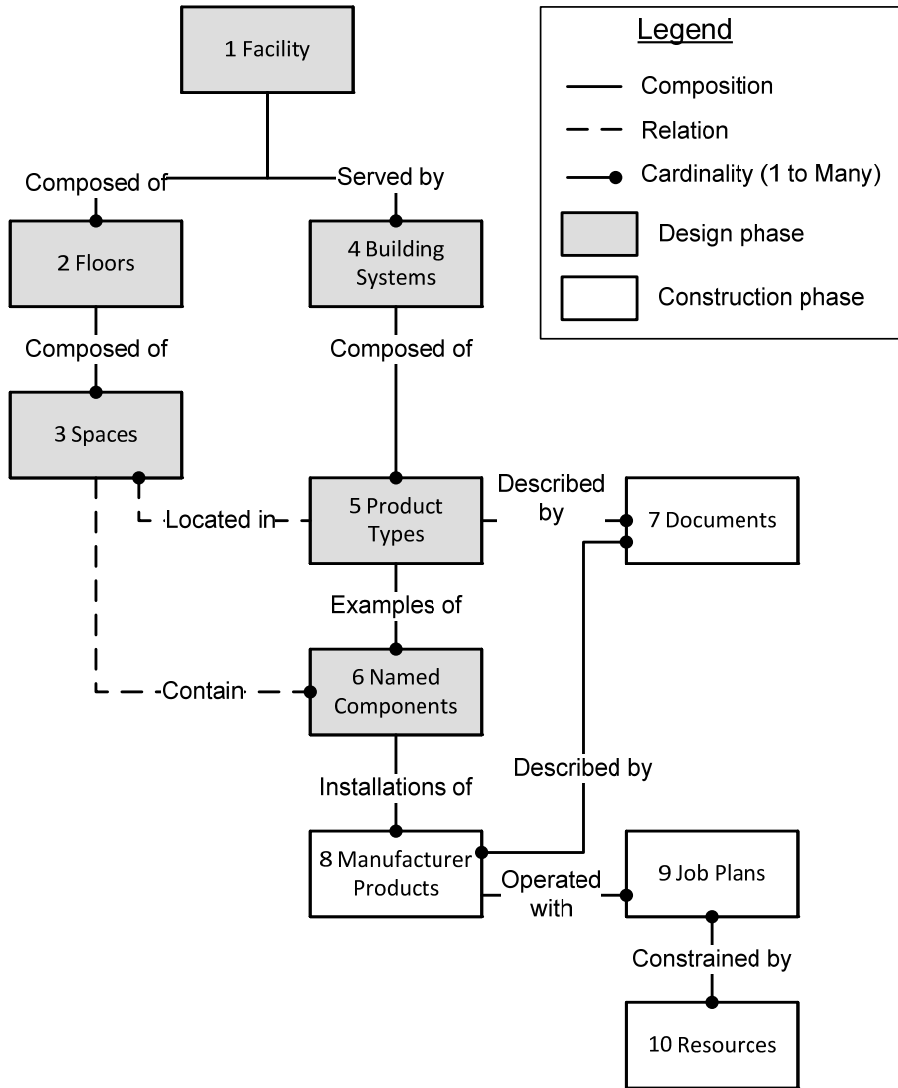 1 Facility
Legend
Composition
Relation
Cardinality (1 to Many)
Design phase
Construction phase
Composed of
Served by
2 Floors
4 Building
Systems
Composed of
Composed of
3 Spaces
Located in
5 Product
Types
Described
by
7 Documents
Examples of
Contain
6 Named
Components
Installations of
Described by
8 Manufacturer
Products
Operated
with
9 Job Plans
Constrained by
10 Resources